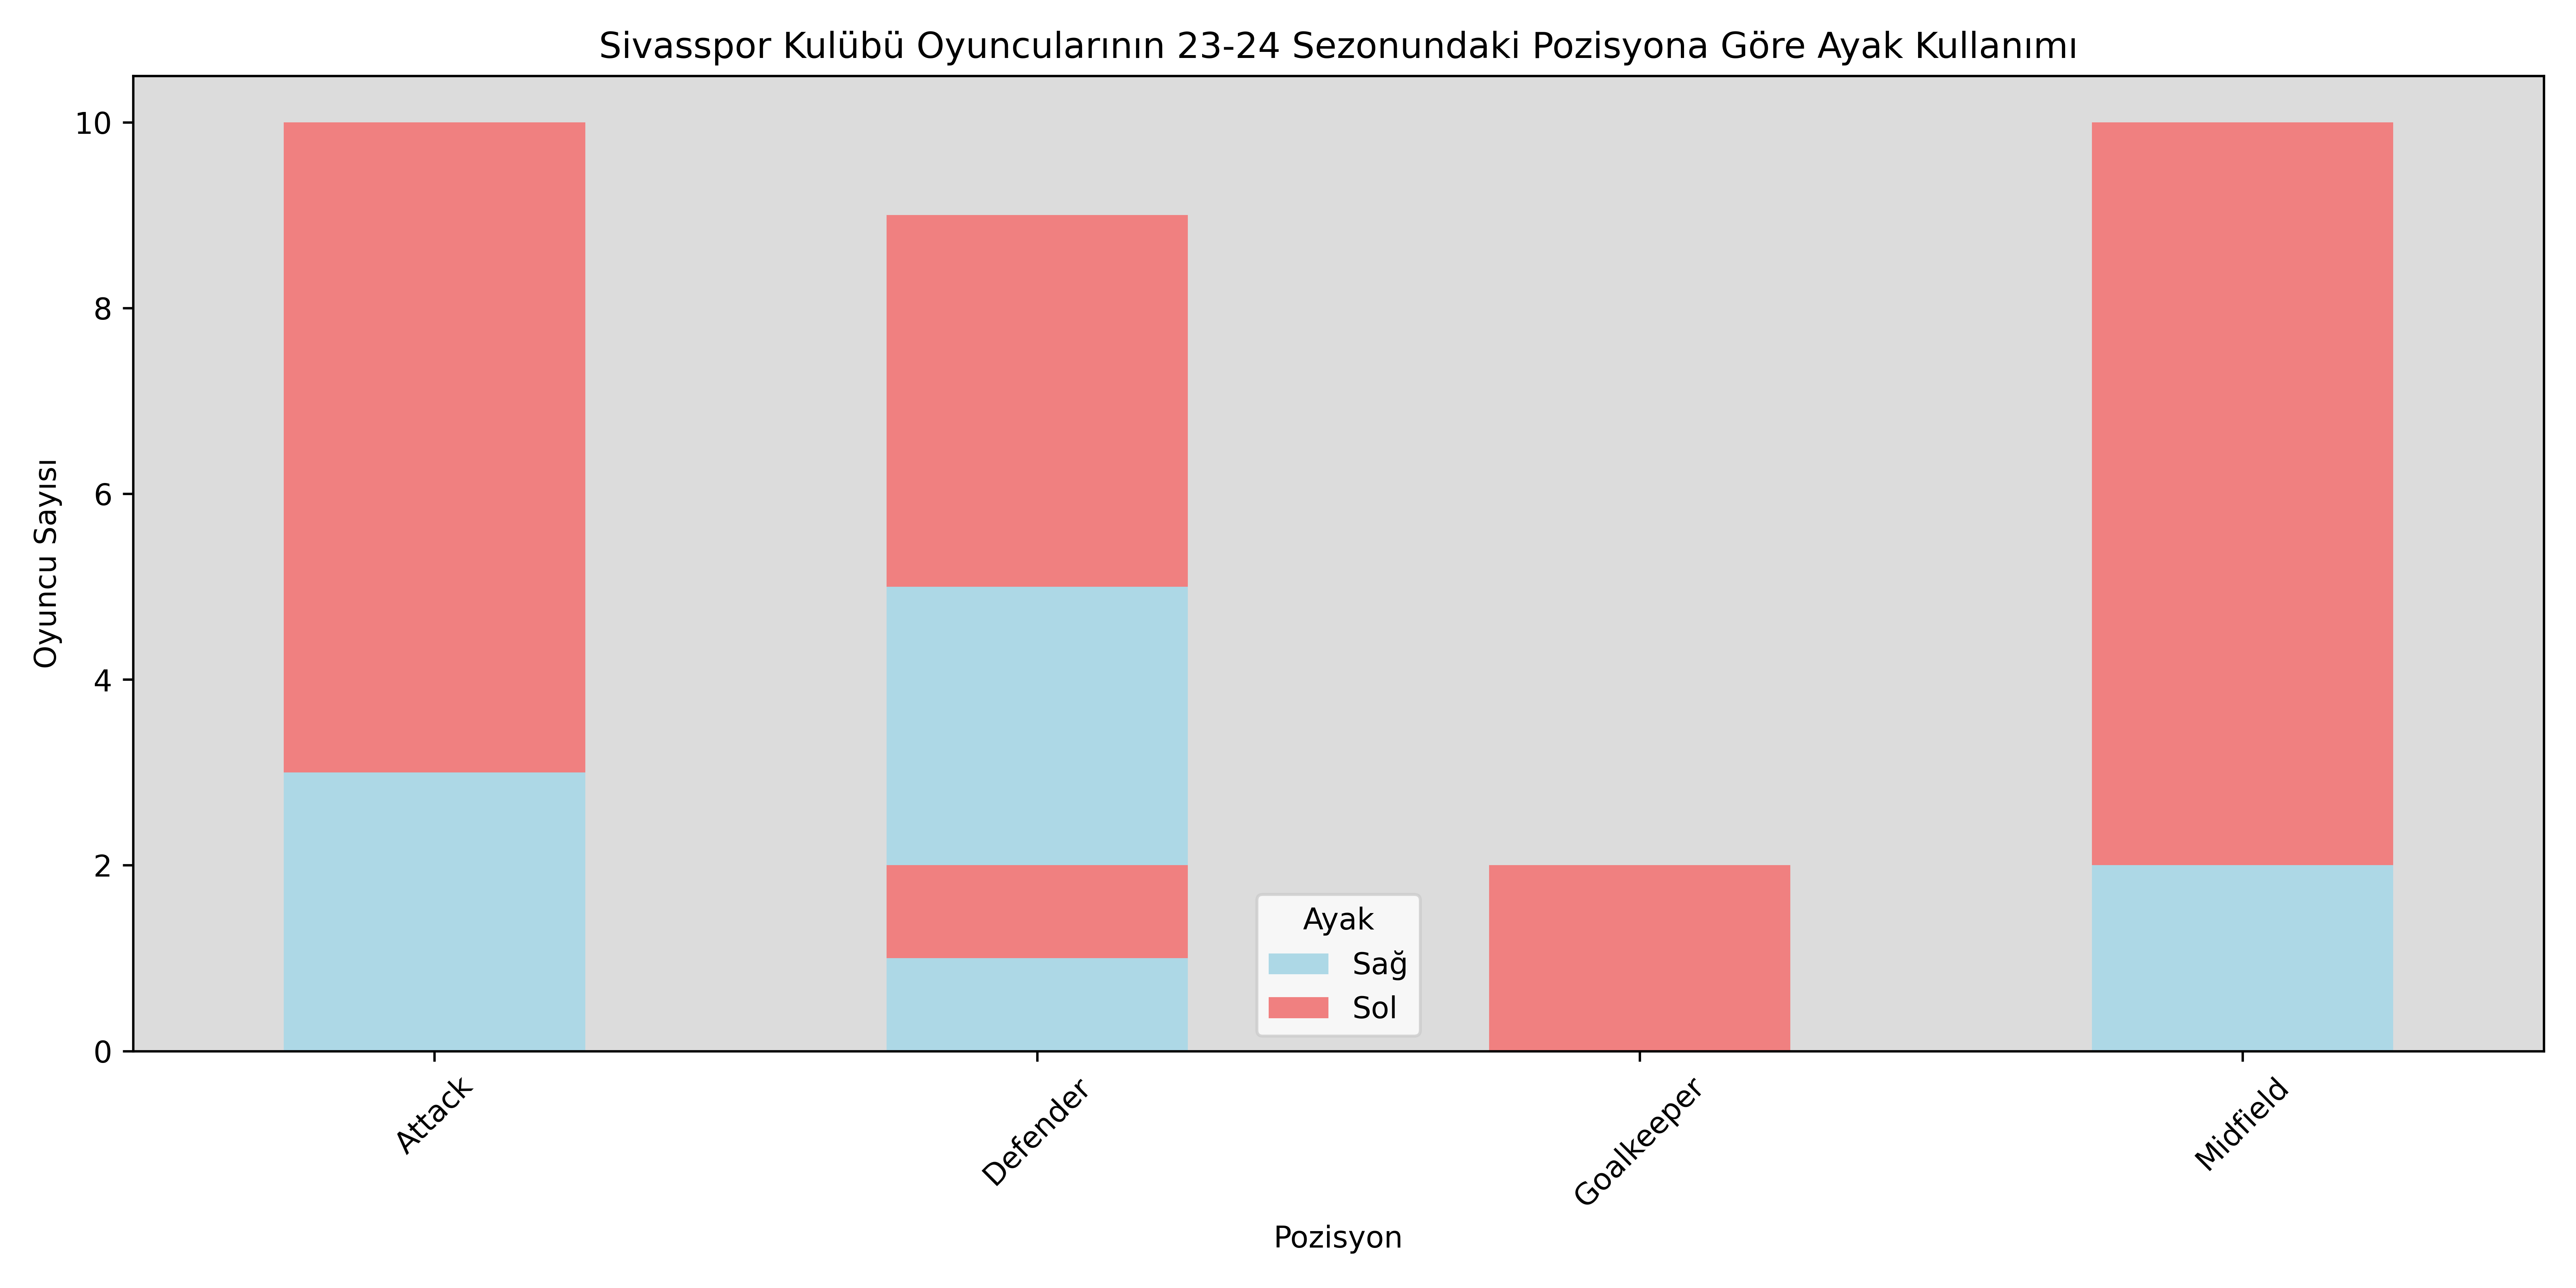 Sivasspor Kulübü Oyuncularının 23-24 Sezonundaki Pozisyona Göre Ayak Kullanımı
Oyuncu Sayısı
10
8
6
4
2
0
Ayak
Sağ
Sol
Attack
Defender
Goalkeeper
Midfield
Pozisyon